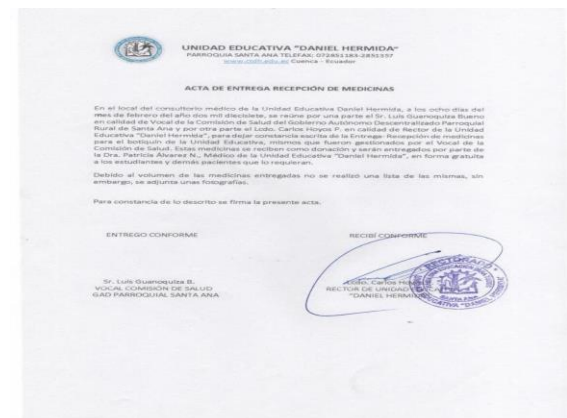 UNIDAD EDUCATIVA "DANIEL HERMIDA"
PARROQUIA SANTA ANA TELEFAX: 072851183-2851337
Cuenca - Ecuador
ACTA DE ENTREGA RECEPCIÓN DE MEDICINAS
En el local del consultorio médico de la Unidad Educativa Daniel Hermida, a los ocho días del
mes de febrero del año dos mil diecisiete, se reúne por una parte el Sr. Luis Guanoquiza Bueno
en calidad de Vocal de la Comisión de Salud del Gobierno Autónomo Descentralizado Parroquial
Rural de Santa Ana y por otra parte el Lcdo. Carlos Hoyos P. en calidad de Rector de la Unidad
Educativa "Daniel Hermida", para dejar constancia escrita de la Entrega- Recepción de medicinas
para el botiquín de la Unidad Educativa, mismos que fueron gestionados por el Vocal de la
Comisión de Salud. Estas medicinas se reciben como donación y serán entregados por parte de
la Dra. Patricia Álvarez N., Médico de la Unidad Educativa "Daniel Hermida", en forma gratuita
a los estudiantes y demás pacientes que lo requieran.
Debido al volumen de las medicinas entregadas no se realizó una lista de las mismas, sin
embargo, se adjunta unas fotografías.
Para constancia de lo descrito se firma la presente acta.
ENTREGO CONFORME
RECIBÍ CONFORME
Sr. Luis Guanoquiza B.
VOCAL COMISIÓN DE SALUD
GAD PARROQUIAL SANTA ANA
Lcdo. Carlos
RECTOR DE UNIDAD
"DANIEL HERMIDA"
RECTORADO
SANTA ANA